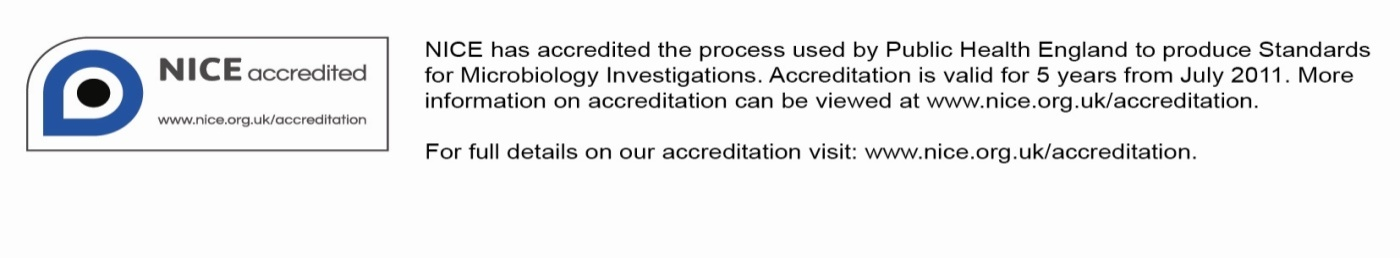 NICE accredited
www.nice.org.uk/accreditation
NICE has accredited the process used by Public Health England to produce Standards
for Microbiology Investigations. Accreditation is valid for 5 years from July 2011. More
information on accreditation can be viewed at www.nice.org.uk/accreditation.
For full details on our accreditation visit: www.nice.org.uk/accreditation.